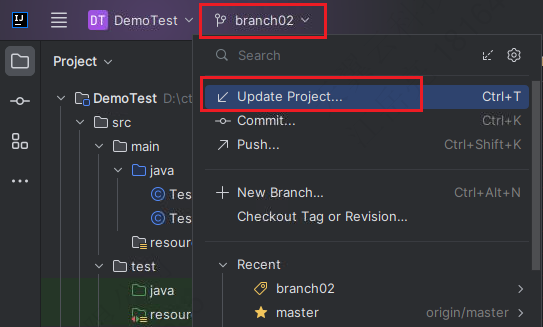 IJ
DT DemoTest branch02
Search
Project
Update Project... Ctrl+T
DemoTest D:\ct
Commit... Ctrl+K
src
Push... Ctrl+Shift+K
main
java
Tes
New Branch... Ctrl+Alt+N
Tes
Checkout Tag or Revision...
resour
test
Recent
java
branch02
resour
master origin/master